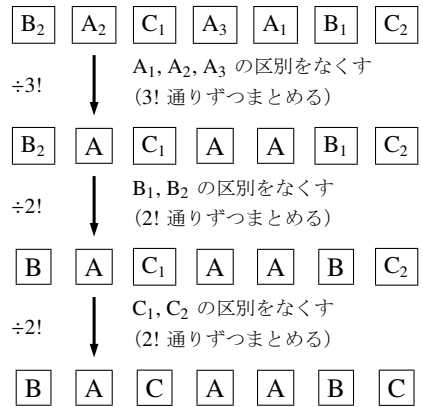 B₂ A₂ C₁ A₃ A₁ B₁ C₂
÷3!
A₁, A₂, A₃ の区別をなくす
（3! 通りずつまとめる）
B₂ A C₁ A A B₁ C₂
÷2!
B₁, B₂ の区別をなくす
（2! 通りずつまとめる）
B A C₁ A A B C₂
÷2!
C₁, C₂ の区別をなくす
（2! 通りずつまとめる）
B A C A A B C